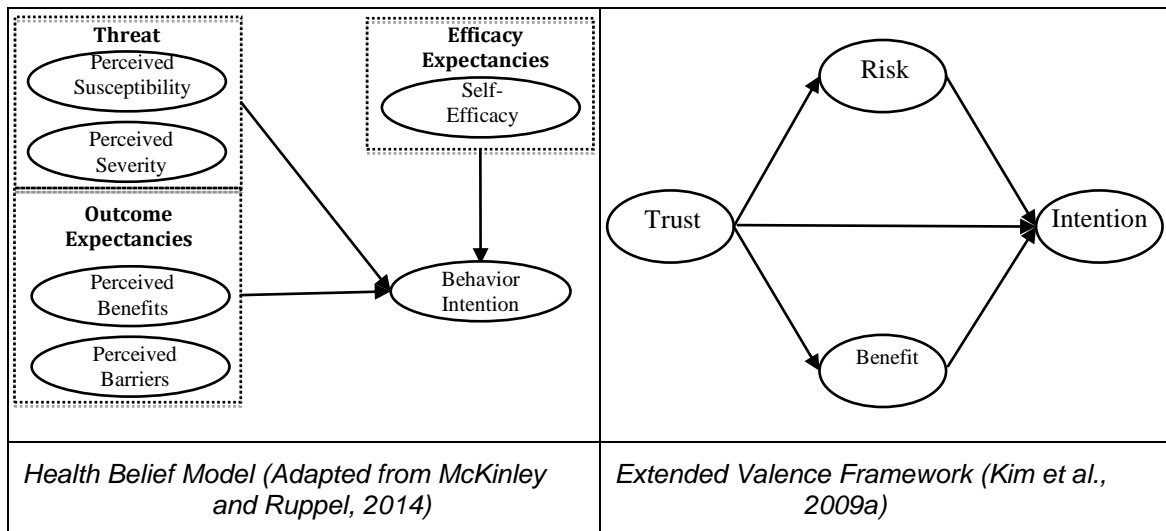 Threat
Perceived
Susceptibility
Perceived
Severity
Outcome
Expectancies
Perceived
Benefits
Perceived
Barriers
Efficacy
Expectancies
Self-
Efficacy
Behavior
Intention
Health Belief Model (Adapted from McKinley
and Ruppel, 2014)
Risk
Trust
Intention
Benefit
Extended Valence Framework (Kim et al.,
2009a)